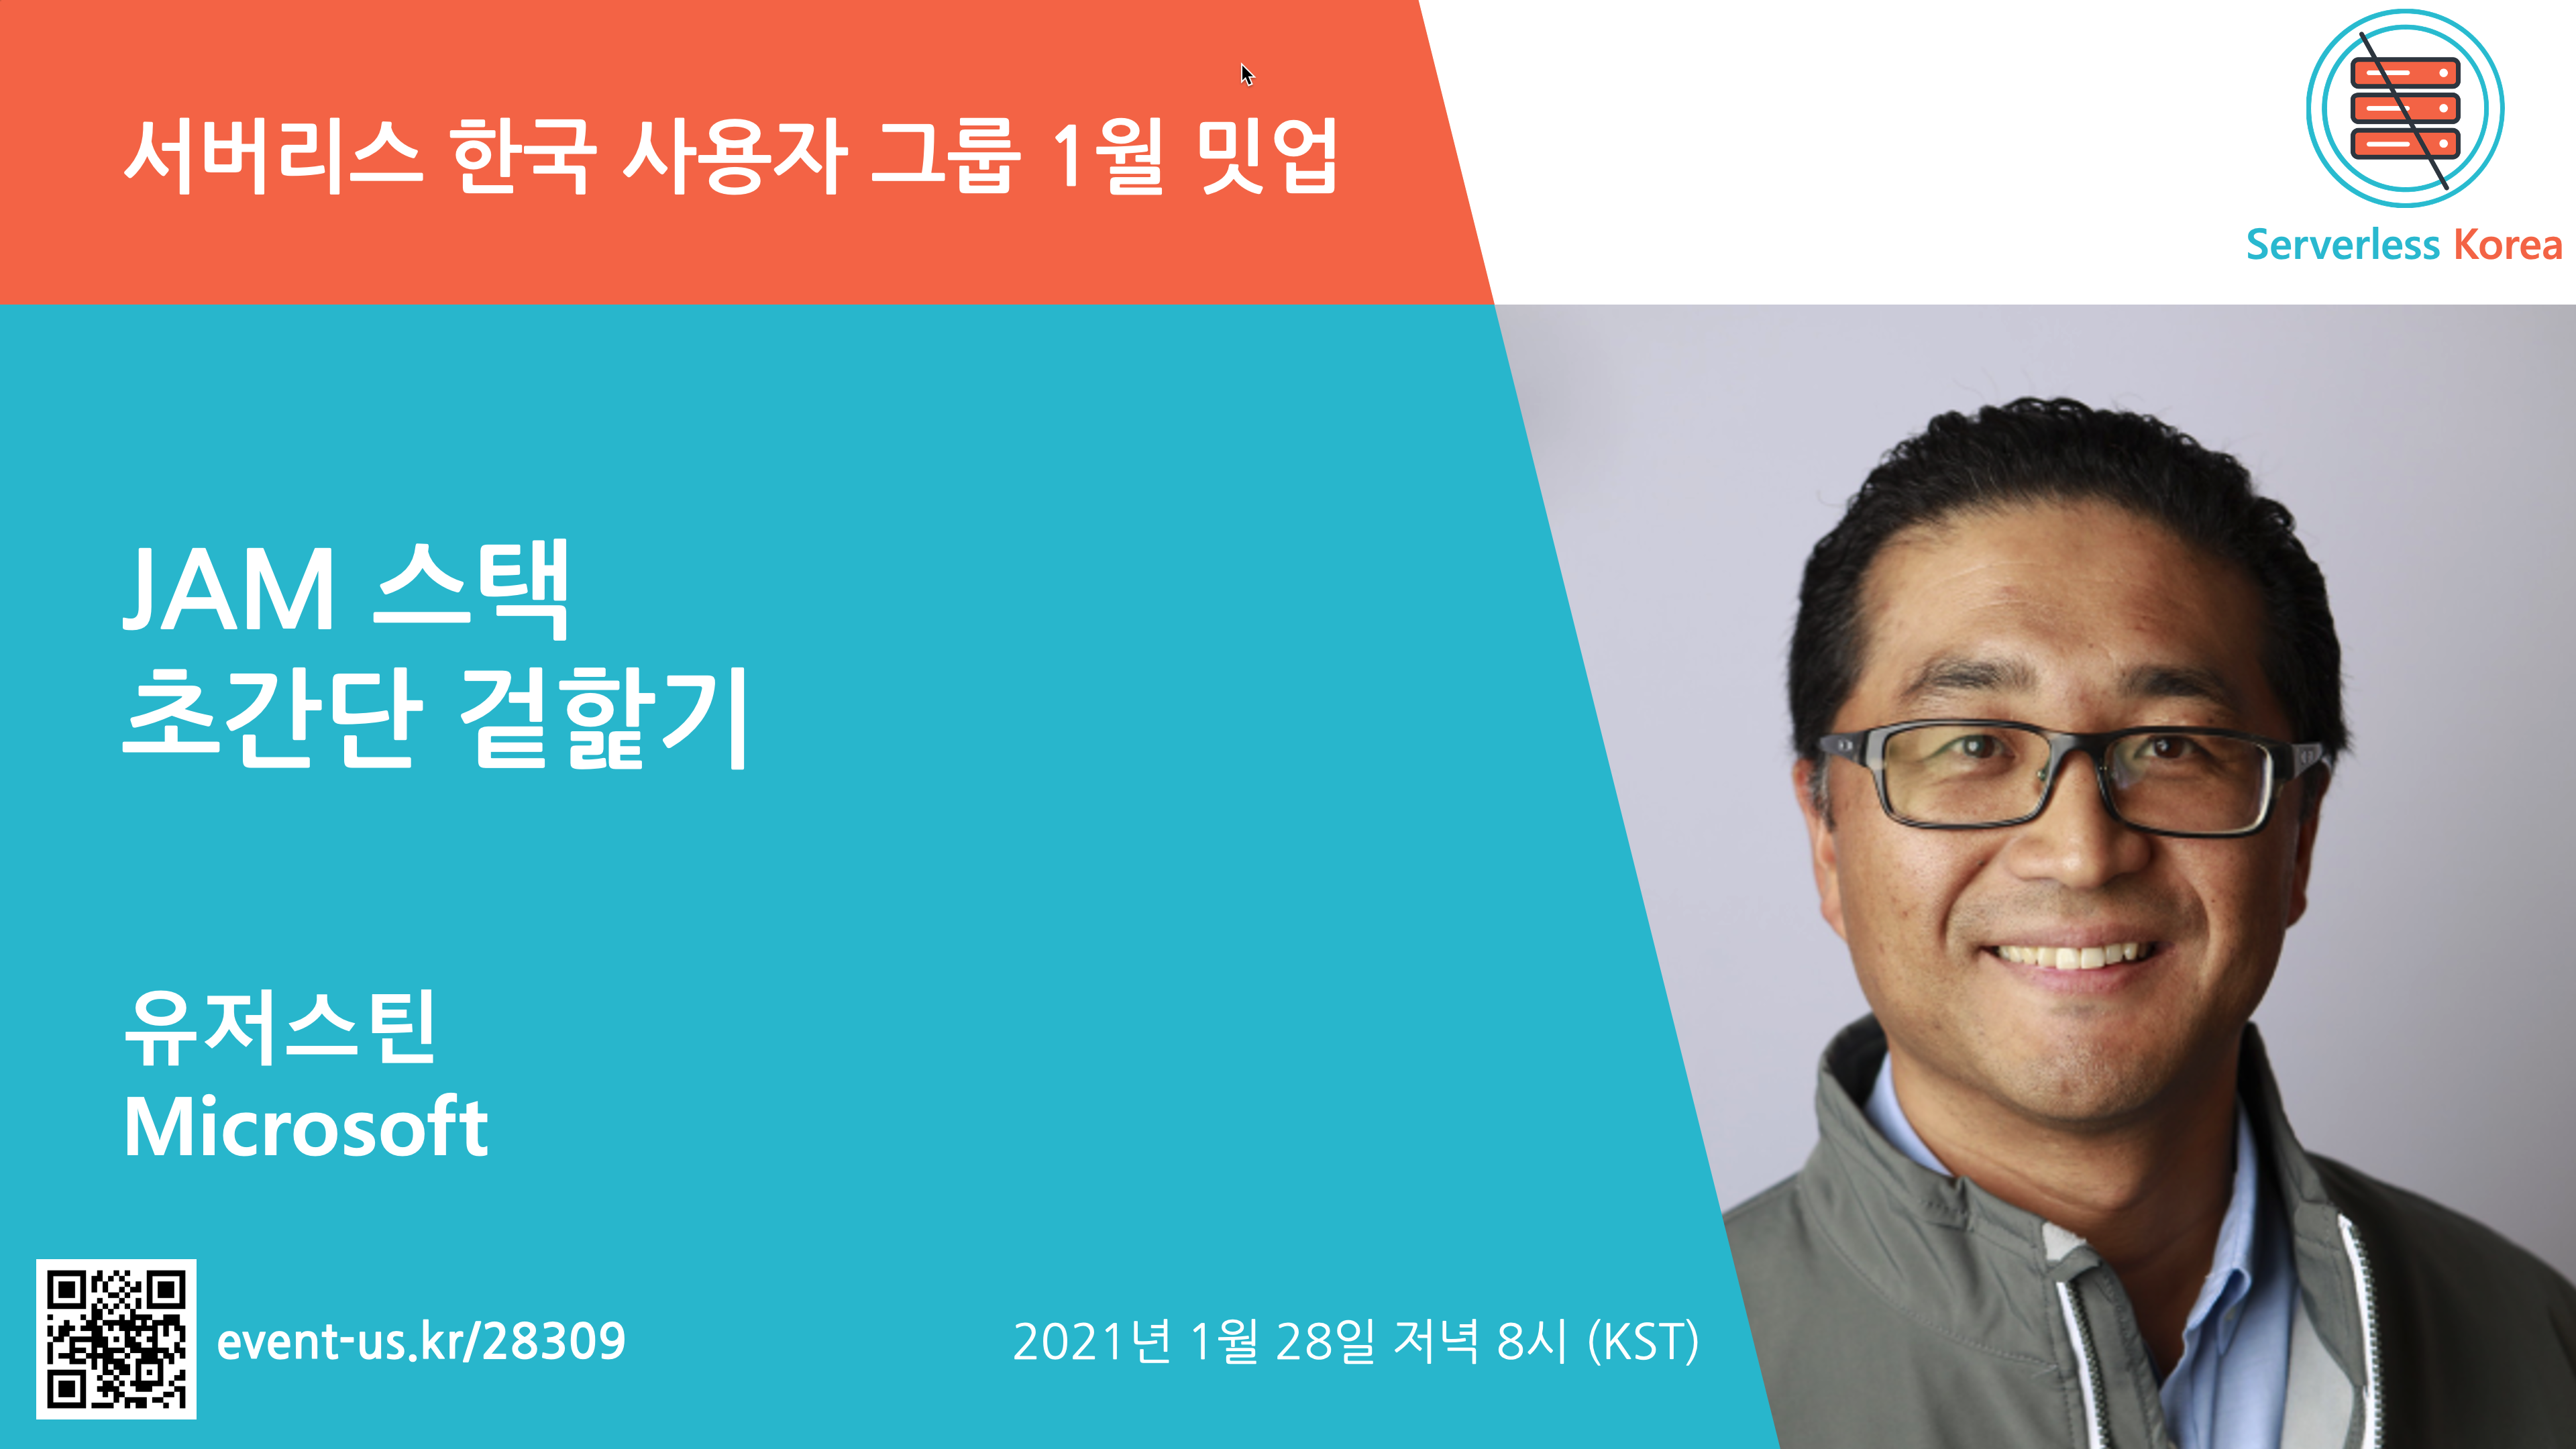 서버리스 한국 사용자 그룹 1월 밋업
Serverless Korea
JAM 스택
초간단 겉핥기
유저스틴
Microsoft
event-us.kr/28309
2021년 1월 28일 저녁 8시 (KST)